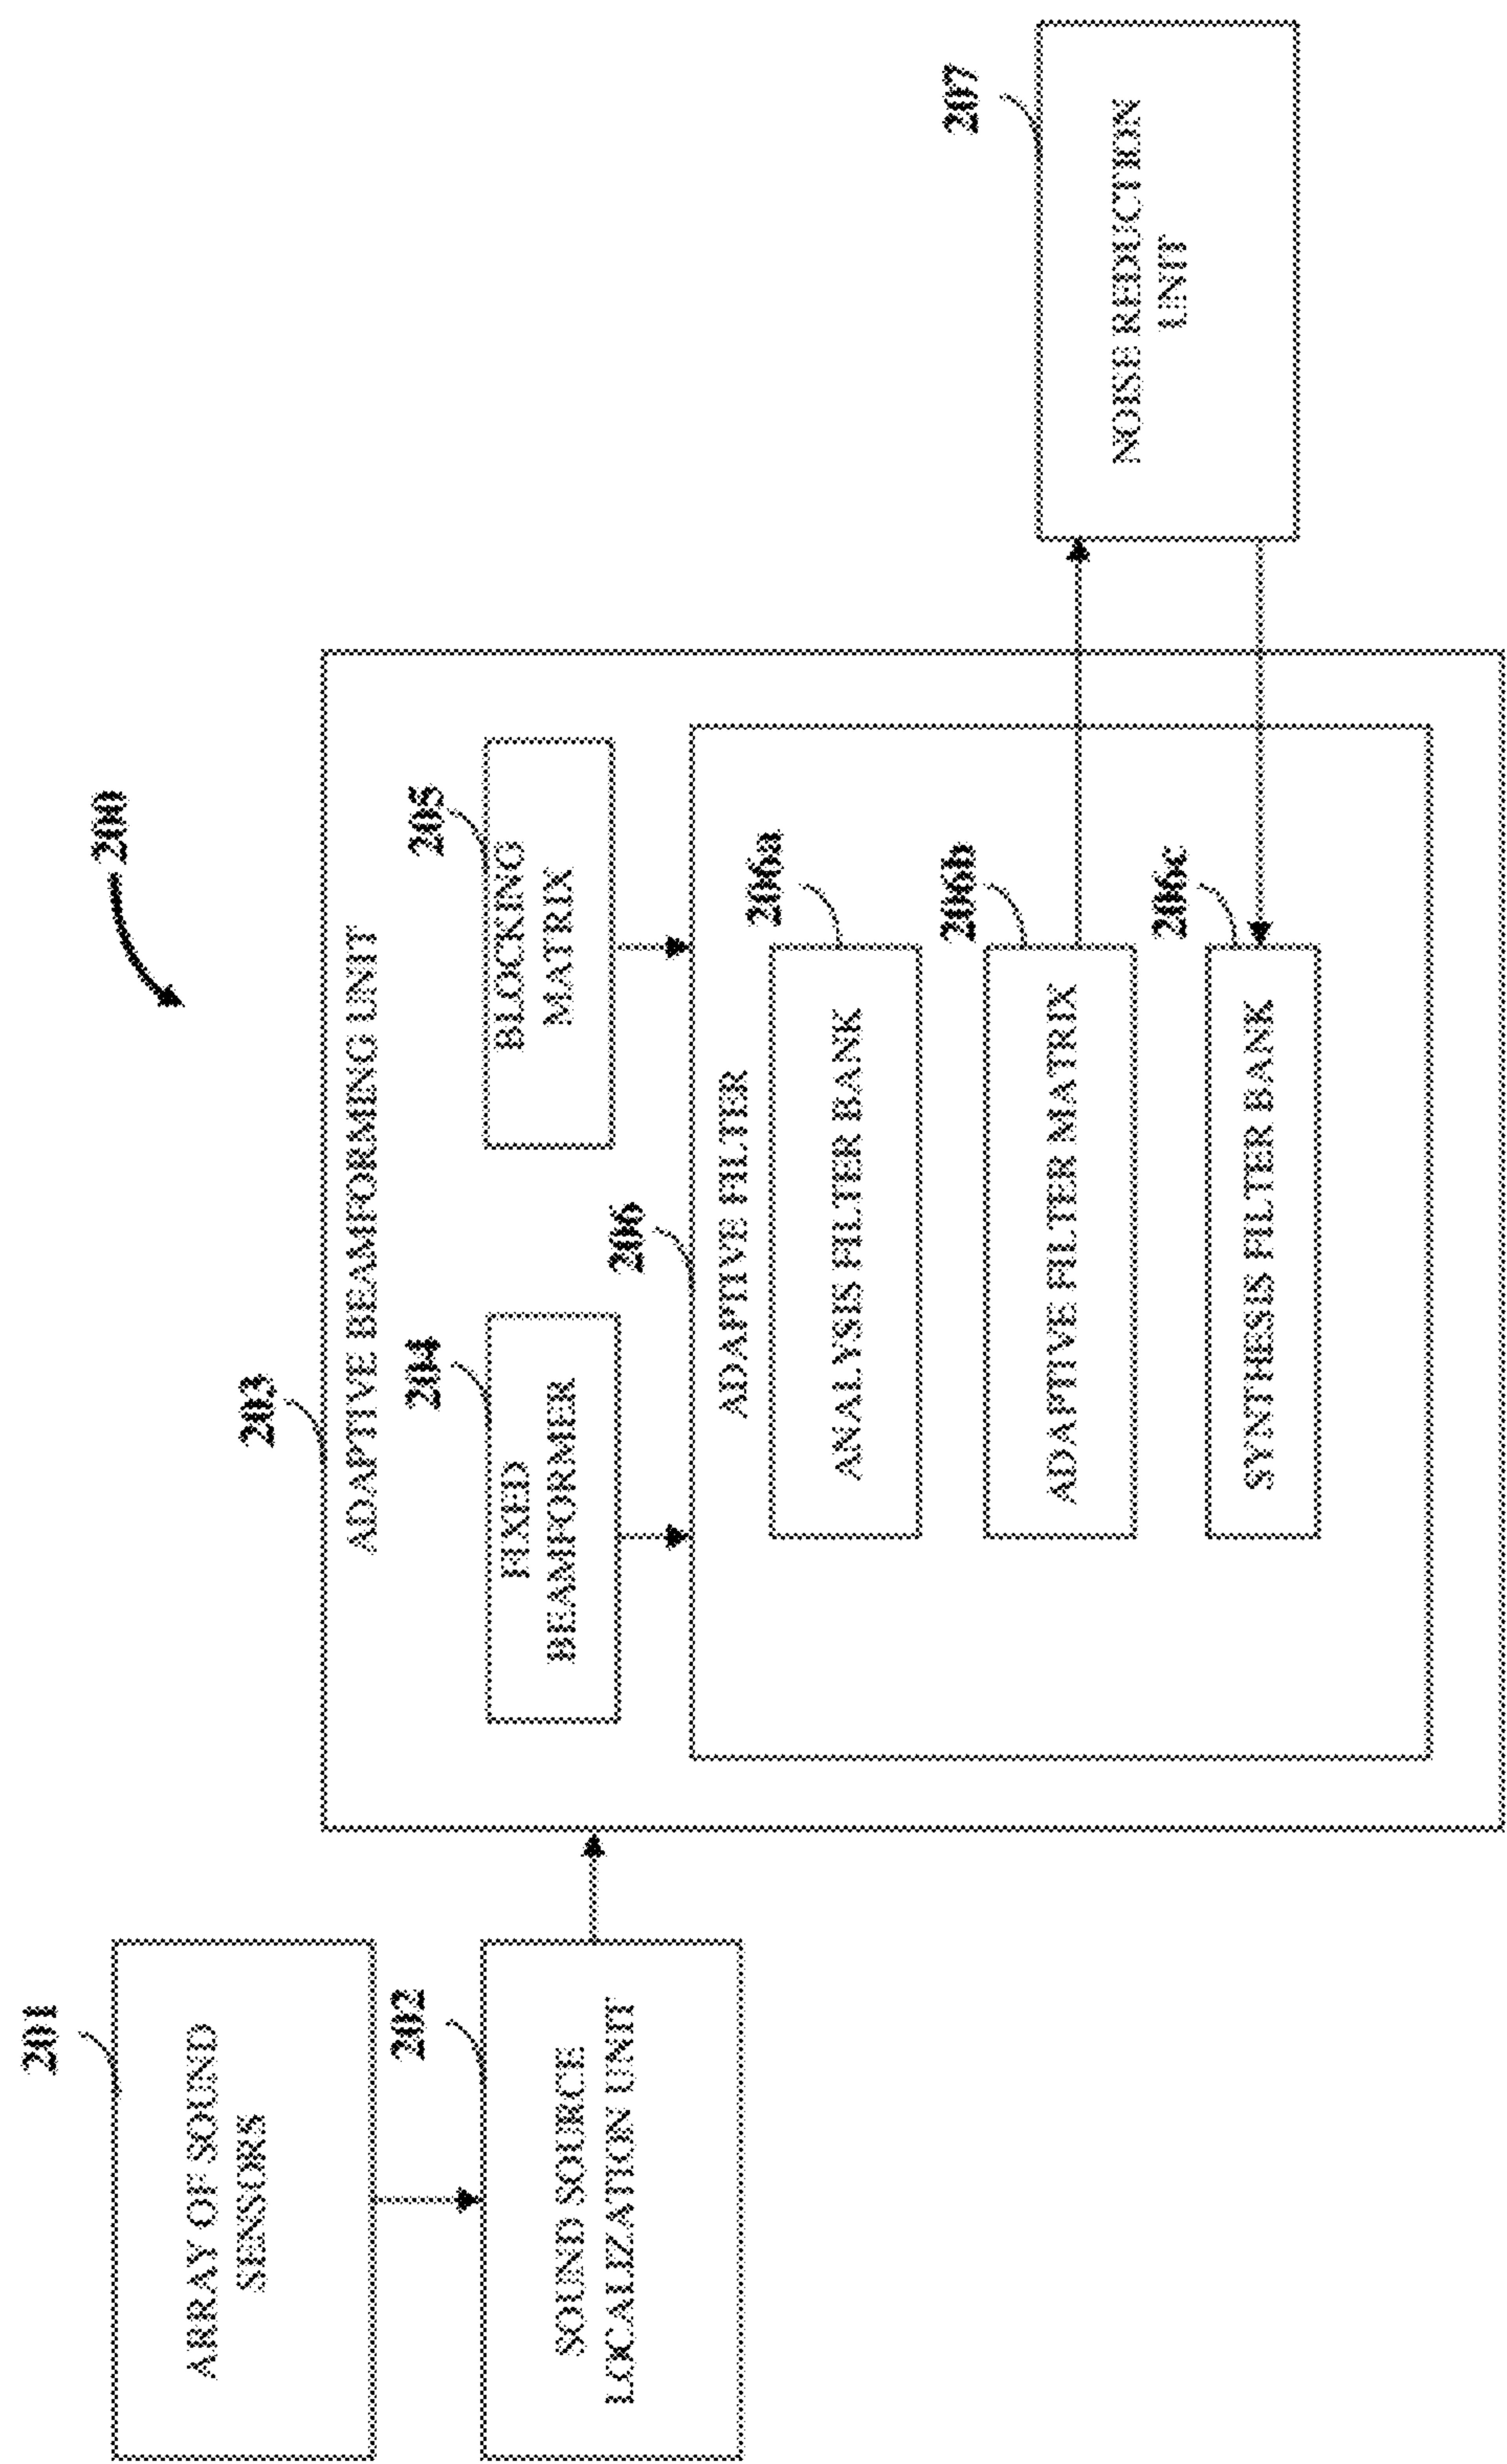 200
201
ARRAY OF SOUND
SENSORS
202
SOUND SOURCE
LOCALIZATION UNIT
203
ADAPTIVE BEAMFORMING UNIT
204
FIXED
BEAMFORMER
205
BLOCKING
MATRIX
206
ADAPTIVE FILTER
206a
ANALYSIS FILTER BANK
206b
ADAPTIVE FILTER MATRIX
206c
SYNTHESIS FILTER BANK
207
NOISE REDUCTION
UNIT